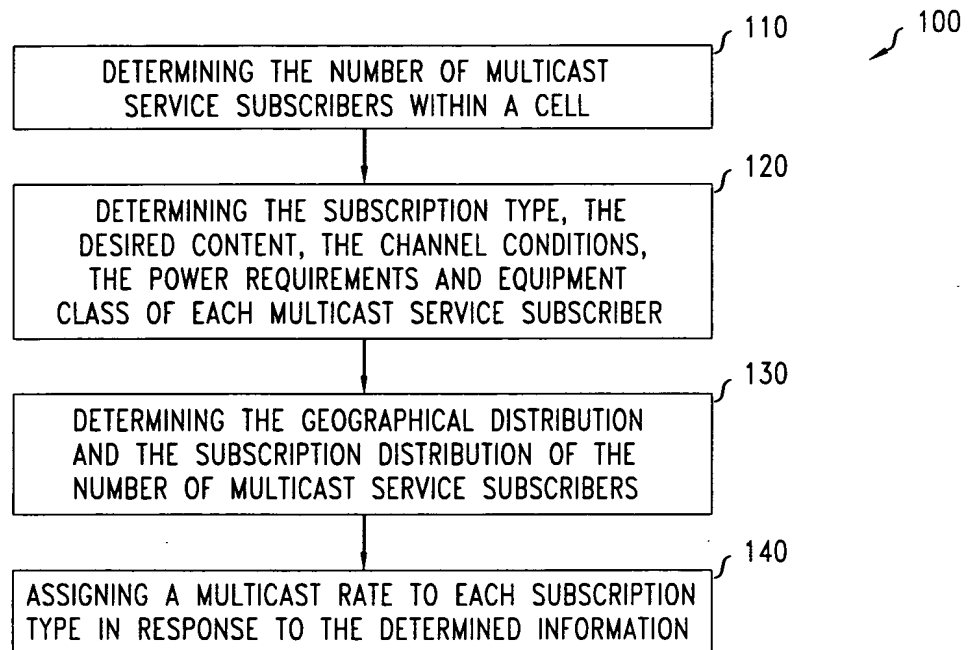 100
110
DETERMINING THE NUMBER OF MULTICAST
SERVICE SUBSCRIBERS WITHIN A CELL
120
DETERMINING THE SUBSCRIPTION TYPE, THE
DESIRED CONTENT, THE CHANNEL CONDITIONS,
THE POWER REQUIREMENTS AND EQUIPMENT
CLASS OF EACH MULTICAST SERVICE SUBSCRIBER
130
DETERMINING THE GEOGRAPHICAL DISTRIBUTION
AND THE SUBSCRIPTION DISTRIBUTION OF THE
NUMBER OF MULTICAST SERVICE SUBSCRIBERS
140
ASSIGNING A MULTICAST RATE TO EACH SUBSCRIPTION
TYPE IN RESPONSE TO THE DETERMINED INFORMATION